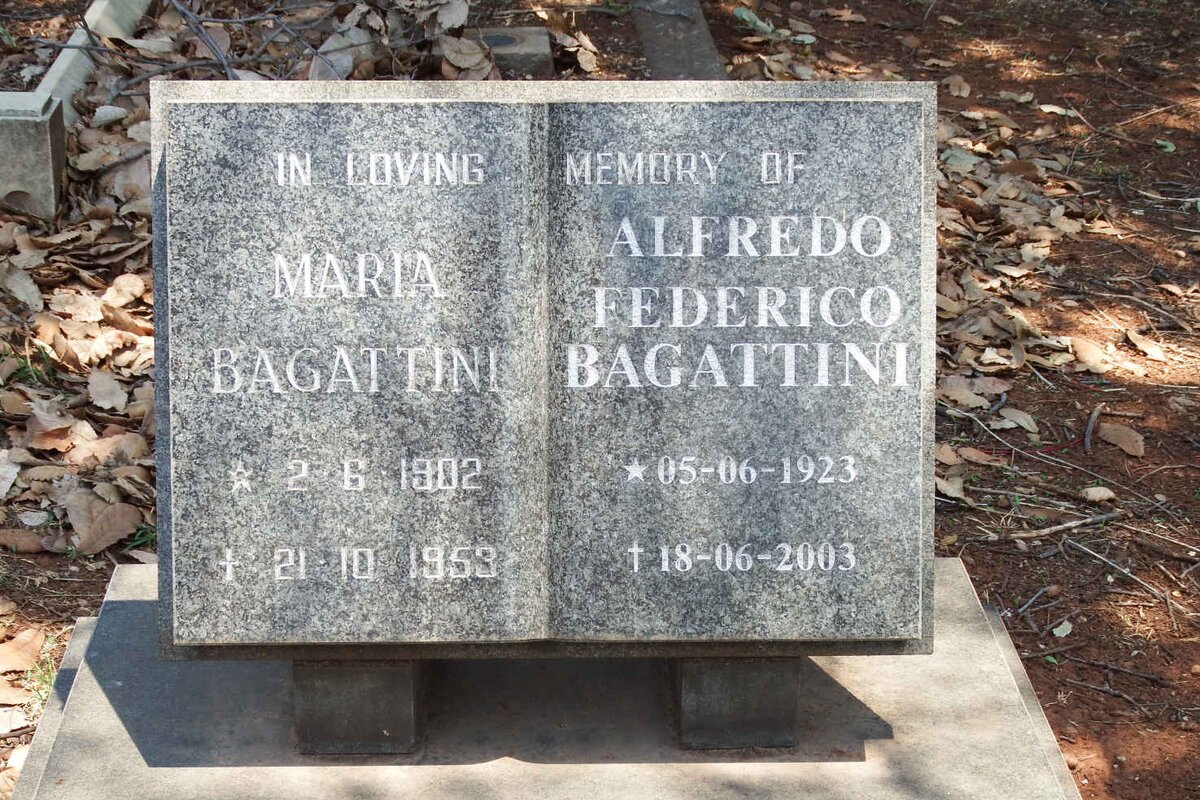 IN LOVING MEMORY OF
MARIA
BAGATTINI
★ 2-6-1902
† 21-10 1953
ALFREDO
FEDERICO
BAGATTINI
★05-06-1923
†18-06-2003